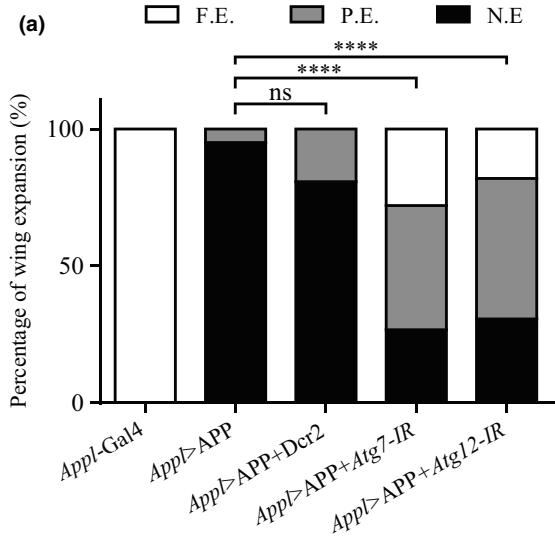 (a)
F.E. P.E. N.E
****
****
ns
Percentage of wing expansion (%)
100
50
0
Appl-Gal4
Appl>APP
Appl>APP+Dcr2
Appl>APP+Atg7-IR
Appl>APP+Atg12-IR